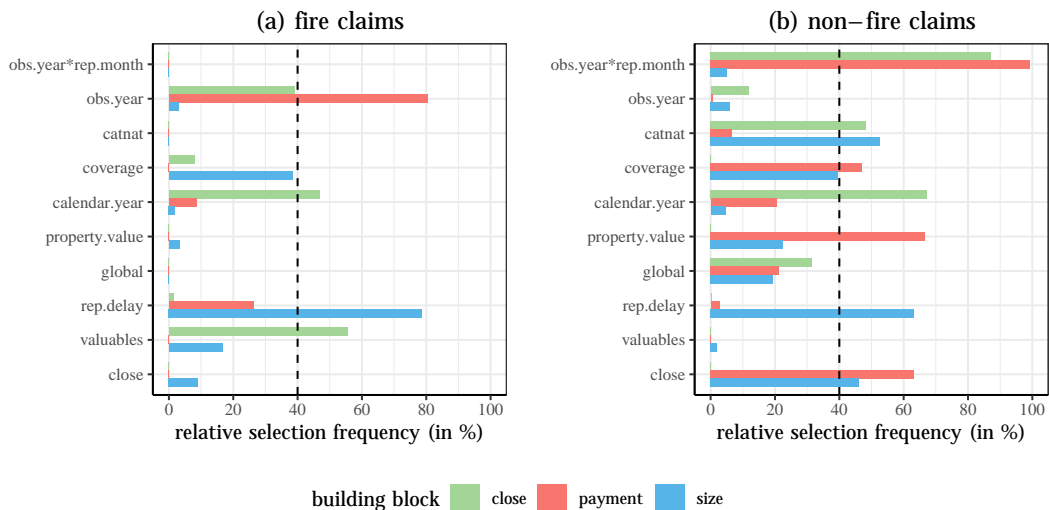 (a) fire claims
obs.year*rep.month
obs.year
catnat
coverage
calendar.year
property.value
global
rep.delay
valuables
close
0 20 40 60 80 100
relative selection frequency (in %)
(b) non−fire claims
obs.year*rep.month
obs.year
catnat
coverage
calendar.year
property.value
global
rep.delay
valuables
close
0 20 40 60 80 100
relative selection frequency (in %)
building block close payment size